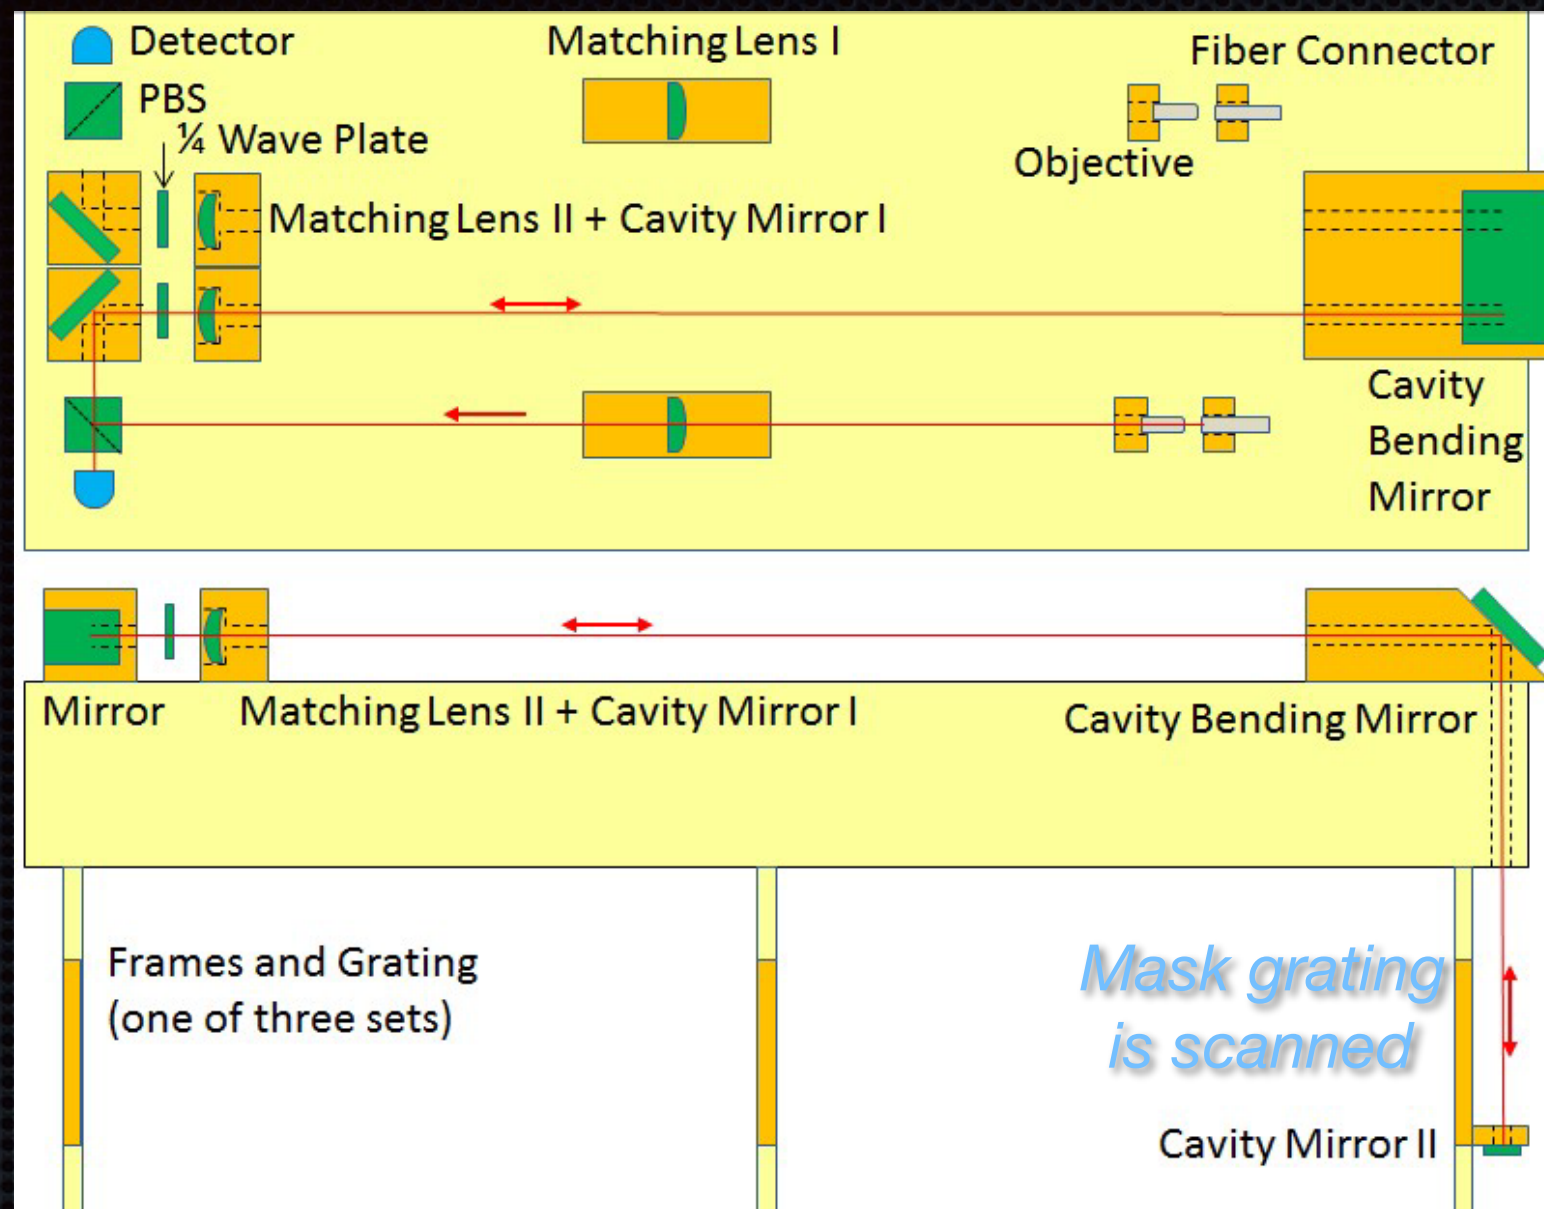 Detector
Matching Lens I
Fiber Connector
PBS
¼ Wave Plate
Objective
Matching Lens II + Cavity Mirror I
Cavity
Bending
Mirror
Mirror
Matching Lens II + Cavity Mirror I
Cavity Bending Mirror
Frames and Grating
(one of three sets)
Mask grating
is scanned
Cavity Mirror II